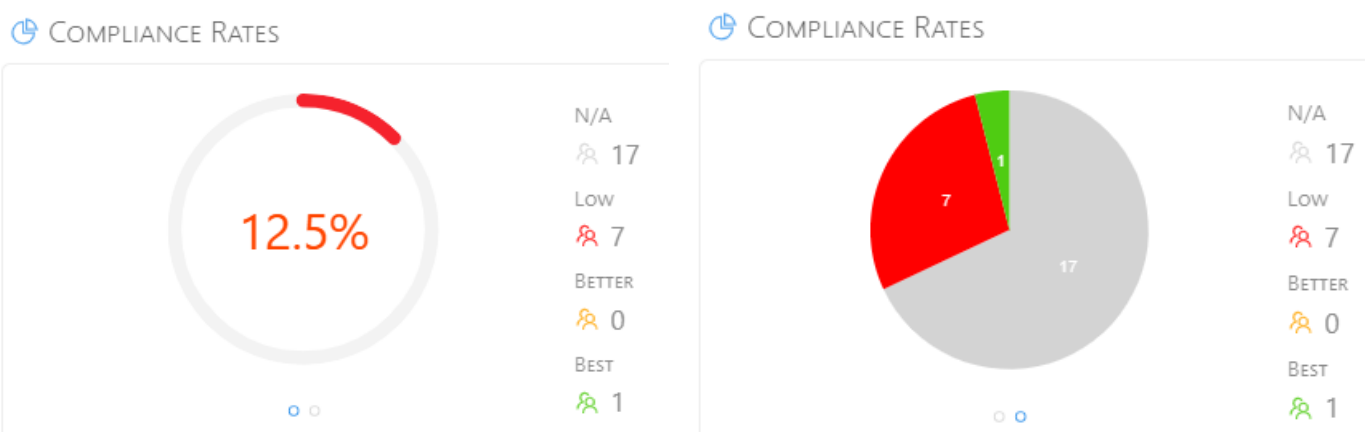 Compliance Rates
12.5%
N/A
17
Low
7
Better
0
Best
1
Compliance Rates
1
7
17
N/A
17
Low
7
Better
0
Best
1